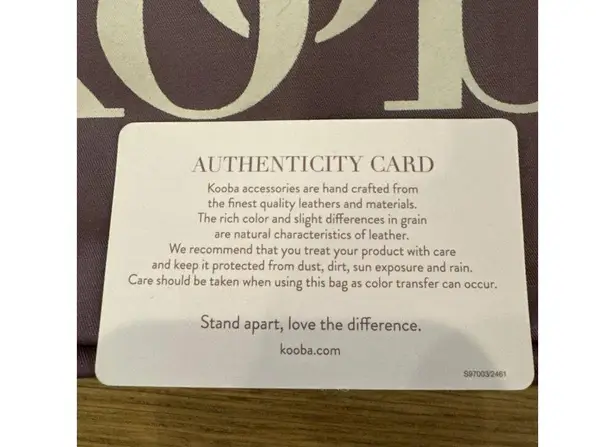 AUTHENTICITY CARD
Kooba accessories are hand crafted from
the finest quality leathers and materials.
The rich color and slight differences in grain
are natural characteristics of leather.
We recommend that you treat your product with care
and keep it protected from dust, dirt, sun exposure and rain.
Care should be taken when using this bag as color transfer can occur.
Stand apart, love the difference.
kooba.com
S97003/2461